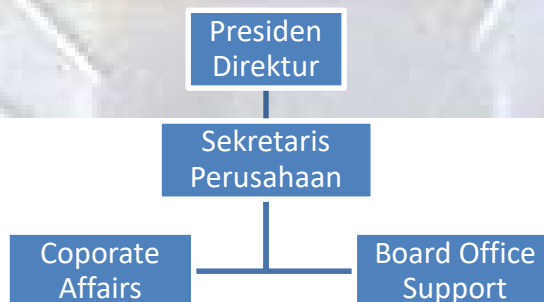 Presiden
Direktur
Sekretaris
Perusahaan
Coporate
Affairs
Board Office
Support